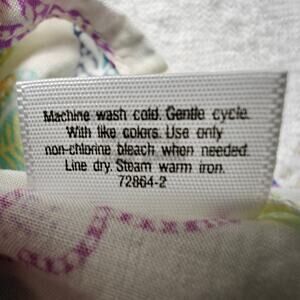 Machine wash cold. Gentle cycle.
With like colors. Use only
non-chlorine bleach when needed.
Line dry. Steam warm iron.
72864-2